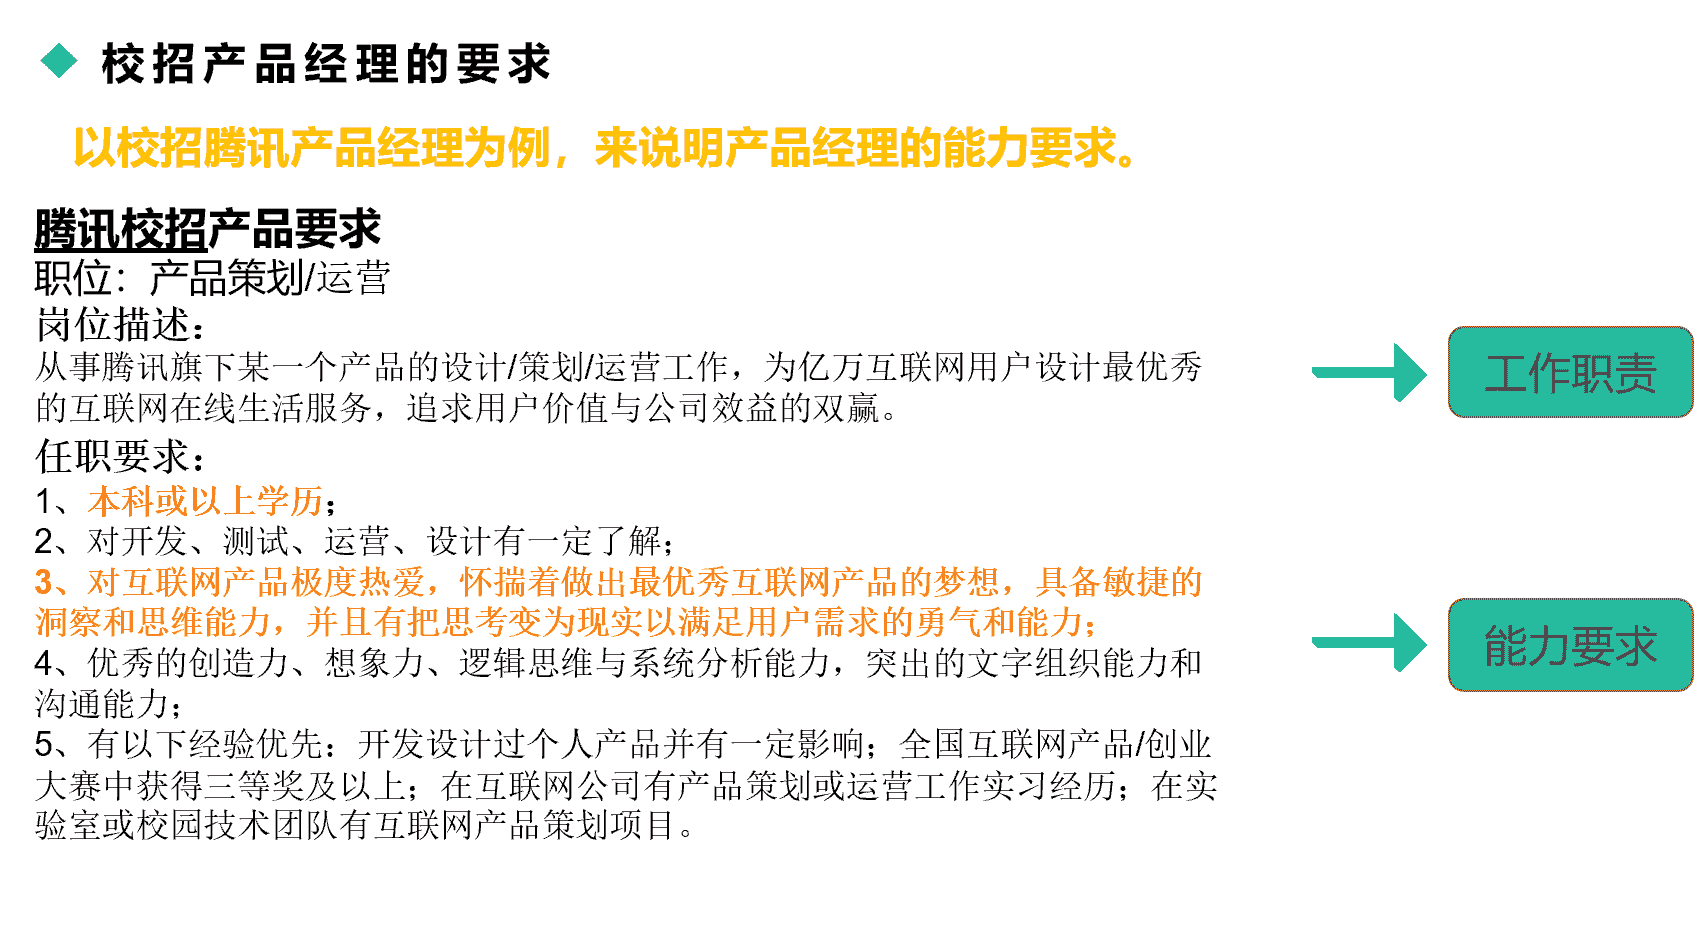 校招产品经理的要求
以校招腾讯产品经理为例，来说明产品经理的能力要求。
腾讯校招产品要求
职位：产品策划/运营
岗位描述：
从事腾讯旗下某一个产品的设计/策划/运营工作，为亿万互联网用户设计最优秀
的互联网在线生活服务，追求用户价值与公司效益的双赢。
工作职责
任职要求：
1、本科或以上学历；
2、对开发、测试、运营、设计有一定了解；
3、对互联网产品极度热爱，怀揣着做出最优秀互联网产品的梦想，具备敏捷的
洞察和思维能力，并且有把思考变为现实以满足用户需求的勇气和能力；
能力要求
4、优秀的创造力、想象力、逻辑思维与系统分析能力，突出的文字组织能力和
沟通能力；
5、有以下经验优先：开发设计过个人产品并有一定影响；全国互联网产品/创业
大赛中获得三等奖及以上；在互联网公司有产品策划或运营工作实习经历；在实
验室或校园技术团队有互联网产品策划项目。